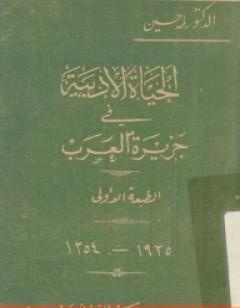 الدكتور طه حسين
الحياة الأدبية
في
جزيرة العرب
الطبعة الأولى
١٩٣٥ - ١٣٥٤